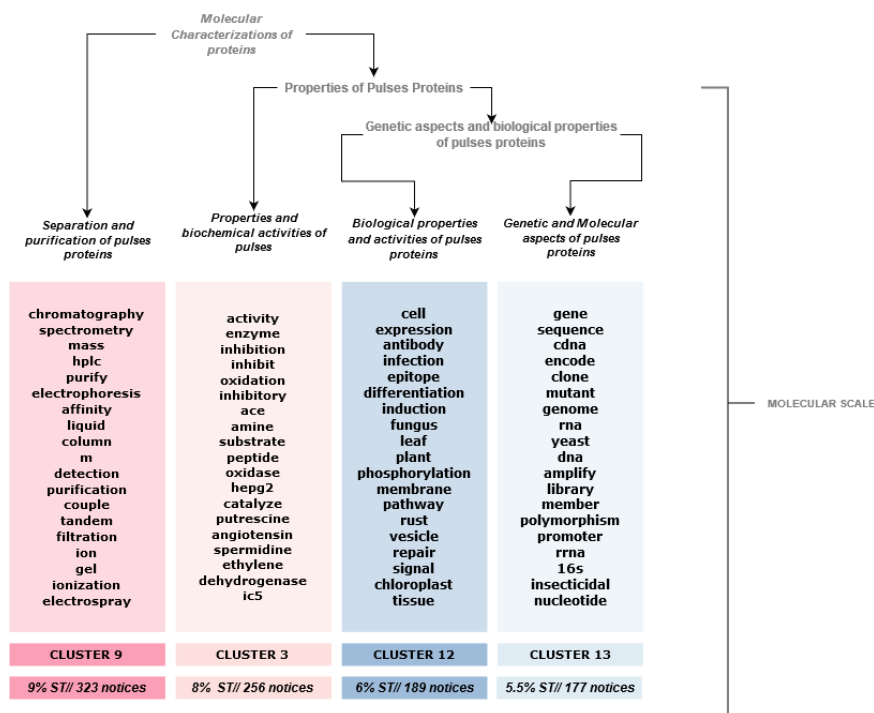 Molecular
Characterizations of
proteins
Properties of Pulses Proteins
Genetic aspects and biological properties
of pulses proteins
Separation and
purification of pulses
proteins
Properties and
biochemical activities of
pulses
Biological properties
and activities of pulses
proteins
Genetic and Molecular
aspects of pulses
proteins
chromatography
spectrometry
mass
hplc
purify
electrophoresis
affinity
liquid
column
m
detection
purification
couple
tandem
filtration
ion
gel
ionization
electrospray
activity
enzyme
inhibition
inhibit
oxidation
inhibitory
ace
amine
substrate
peptide
oxidase
hepg2
catalyze
putrescine
angiotensin
spermidine
ethylene
dehydrogenase
ic5
cell
expression
antibody
infection
epitope
differentiation
induction
fungus
leaf
plant
phosphorylation
membrane
pathway
rust
vesicle
repair
signal
chloroplast
tissue
gene
sequence
cdna
encode
clone
mutant
genome
rna
yeast
dna
amplify
library
member
polymorphism
promoter
rrna
16s
insecticidal
nucleotide
MOLECULAR SCALE
CLUSTER 9
CLUSTER 3
CLUSTER 12
CLUSTER 13
9% ST// 323 notices
8% ST// 256 notices
6% ST// 189 notices
5.5% ST// 177 notices